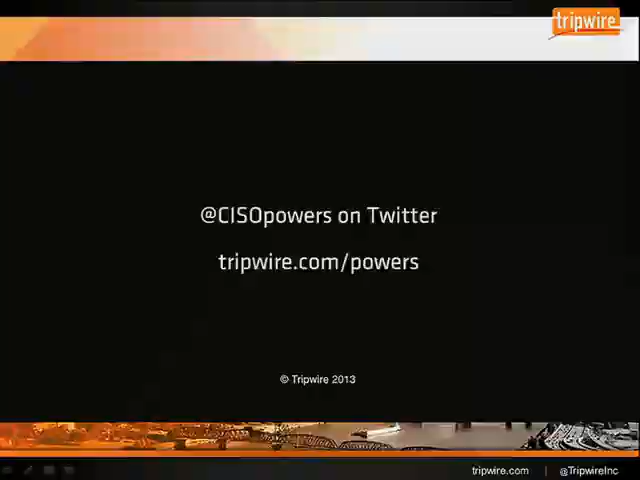 tripwire
@CISOpowers on Twitter
tripwire.com/powers
© Tripwire 2013
tripwire.com | @TripwireInc